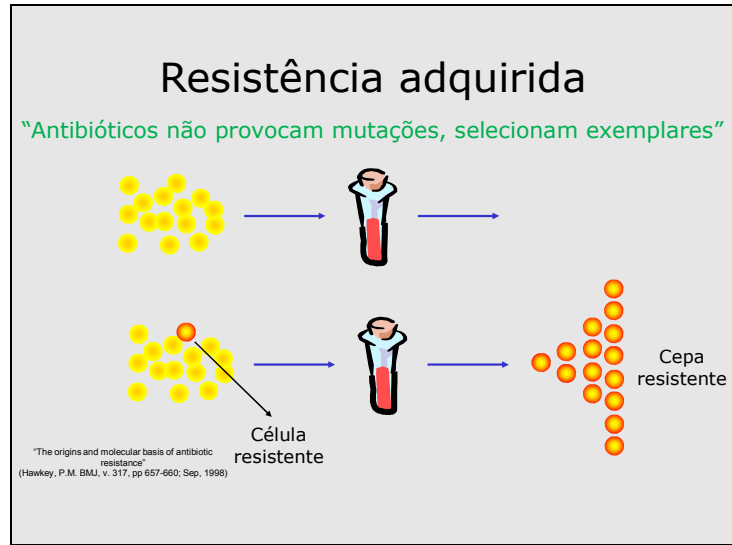 Resistência adquirida
“Antibióticos não provocam mutações, selecionam exemplares”
Cepa
resistente
Célula
resistente
“The origins and molecular basis of antibiotic
resistance”
(Hawkey, P.M. BMJ, v. 317, pp 657-660; Sep, 1998)